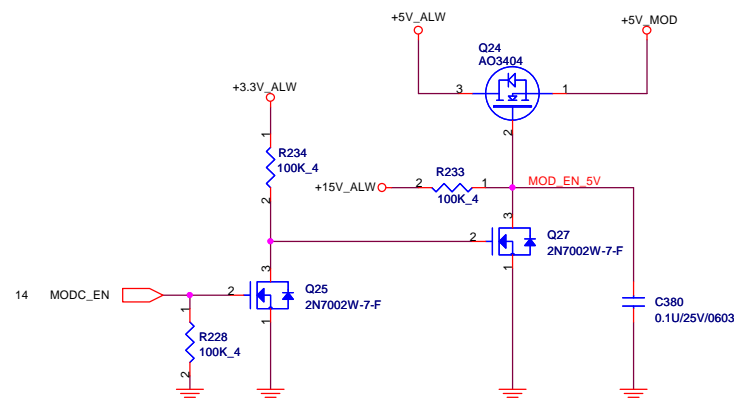 +5V_ALW
+5V_MOD
Q24
AO3404
3
1
2
+3.3V_ALW
1
R234
100K_4
2
+15V_ALW
2
R233
1
100K_4
MOD_EN_5V
3
2
Q27
2N7002W-7-F
1
3
14
MODC_EN
2
Q25
2N7002W-7-F
1
1
R228
100K_4
2
C380
0.1U/25V/0603